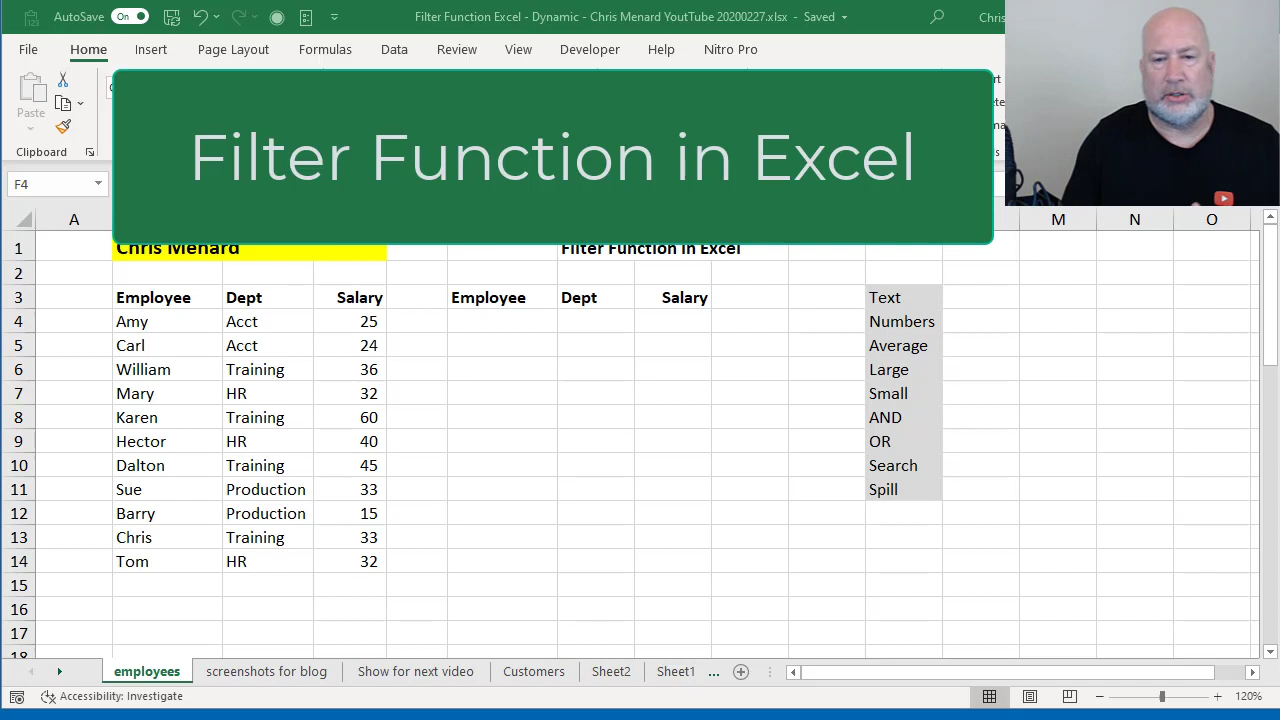 AutoSave On Filter Function Excel - Dynamic - Chris Menard YoutTube 20200227.xlsx - Saved Chris
File Home Insert Page Layout Formulas Data Review View Developer Help Nitro Pro
Paste
Clipboard
Filter Function in Excel
F4
A M N O
1 Chris Menard Filter Function in Excel
2
3 Employee Dept Salary Employee Dept Salary Text
4 Amy Acct 25 Numbers
5 Carl Acct 24 Average
6 William Training 36 Large
7 Mary HR 32 Small
8 Karen Training 60 AND
9 Hector HR 40 OR
10 Dalton Training 45 Search
11 Sue Production 33 Spill
12 Barry Production 15
13 Chris Training 33
14 Tom HR 32
15
16
17
18
employees screenshots for blog Show for next video Customers Sheet2 Sheet1 ...
Accessibility: Investigate 120%